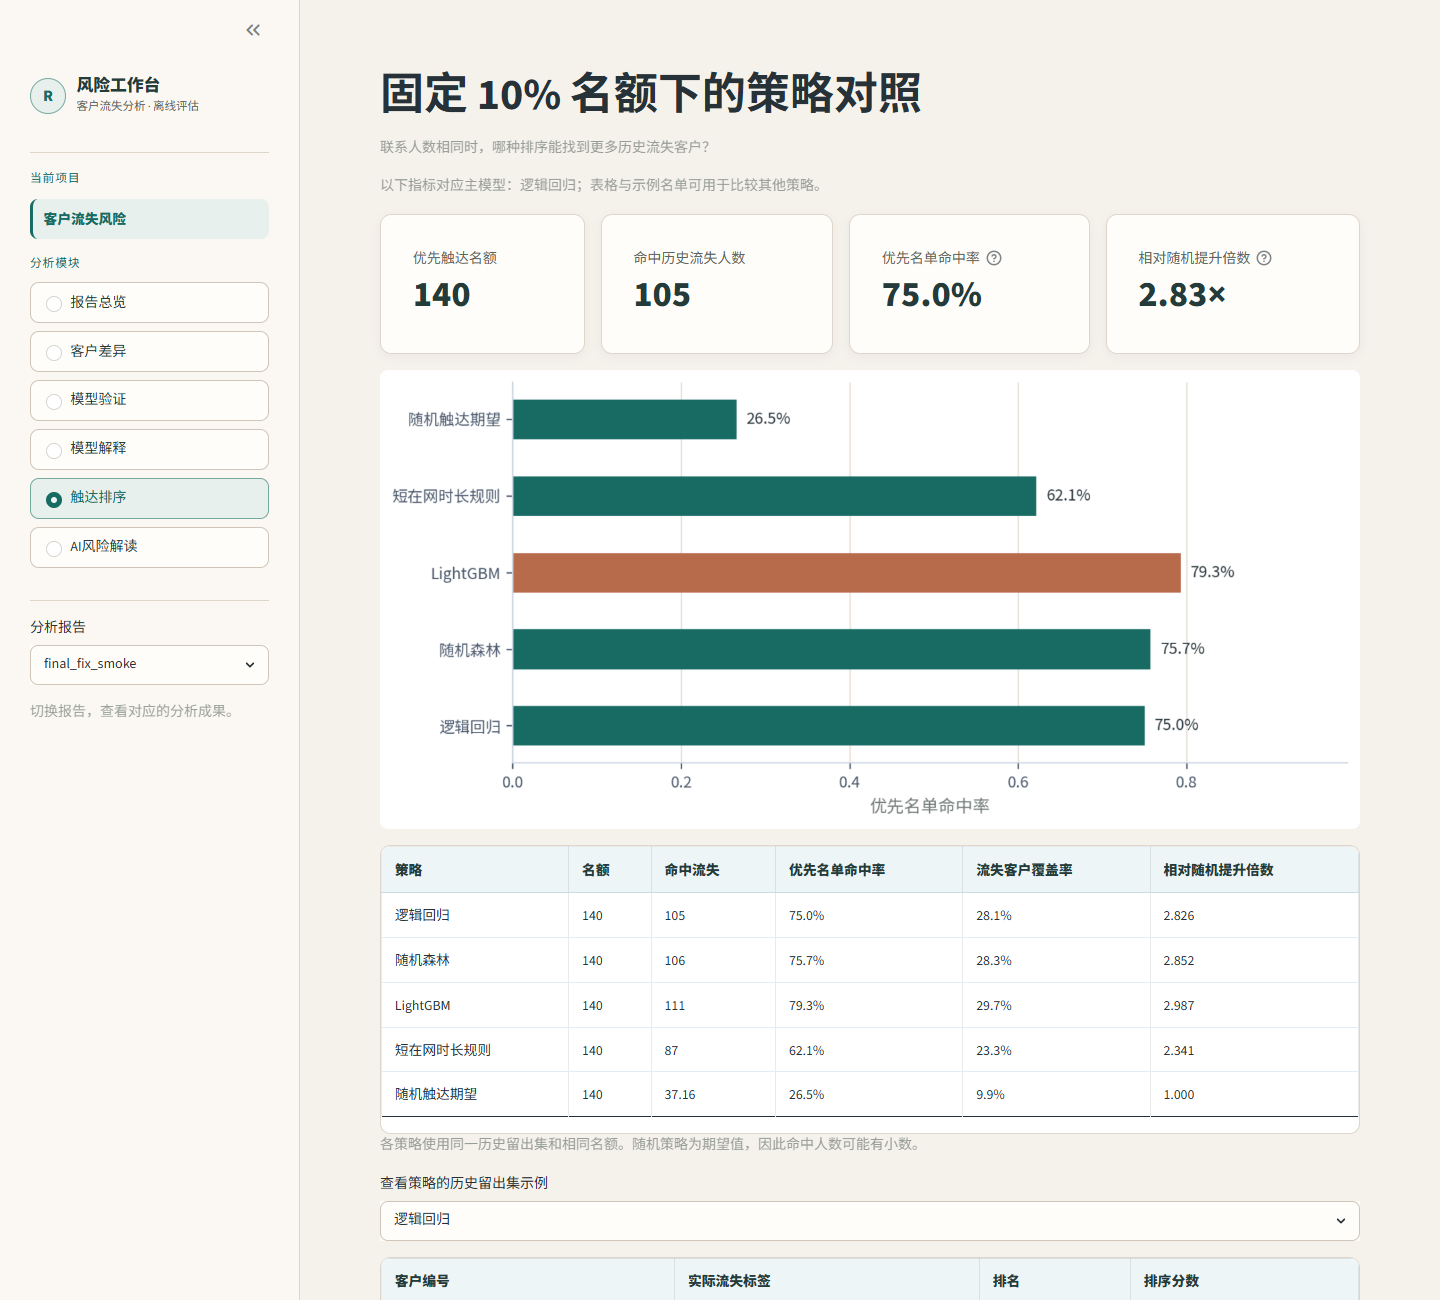 R
风险工作台
客户流失分析 · 离线评估
当前项目
客户流失风险
分析模块
报告总览
客户差异
模型验证
模型解释
触达排序
AI风险解读
分析报告
final_fix_smoke
切换报告，查看对应的分析成果。
固定 10% 名额下的策略对照
联系人数相同时，哪种排序能找到更多历史流失客户？
以下指标对应主模型：逻辑回归；表格与示例名单可用于比较其他策略。
优先触达名额
140
命中历史流失人数
105
优先名单命中率 ?
75.0%
相对随机提升倍数 ?
2.83×
随机触达期望 26.5%
短在网时长规则 62.1%
LightGBM 79.3%
随机森林 75.7%
逻辑回归 75.0%
0.0 0.2 0.4 0.6 0.8
优先名单命中率
策略 名额 命中流失 优先名单命中率 流失客户覆盖率 相对随机提升倍数
逻辑回归 140 105 75.0% 28.1% 2.826
随机森林 140 106 75.7% 28.3% 2.852
LightGBM 140 111 79.3% 29.7% 2.987
短在网时长规则 140 87 62.1% 23.3% 2.341
随机触达期望 140 37.16 26.5% 9.9% 1.000
各策略使用同一历史留出集和相同名额。随机策略为期望值，因此命中人数可能有小数。
查看策略的历史留出集示例
逻辑回归
客户编号 实际流失标签 排名 排序分数